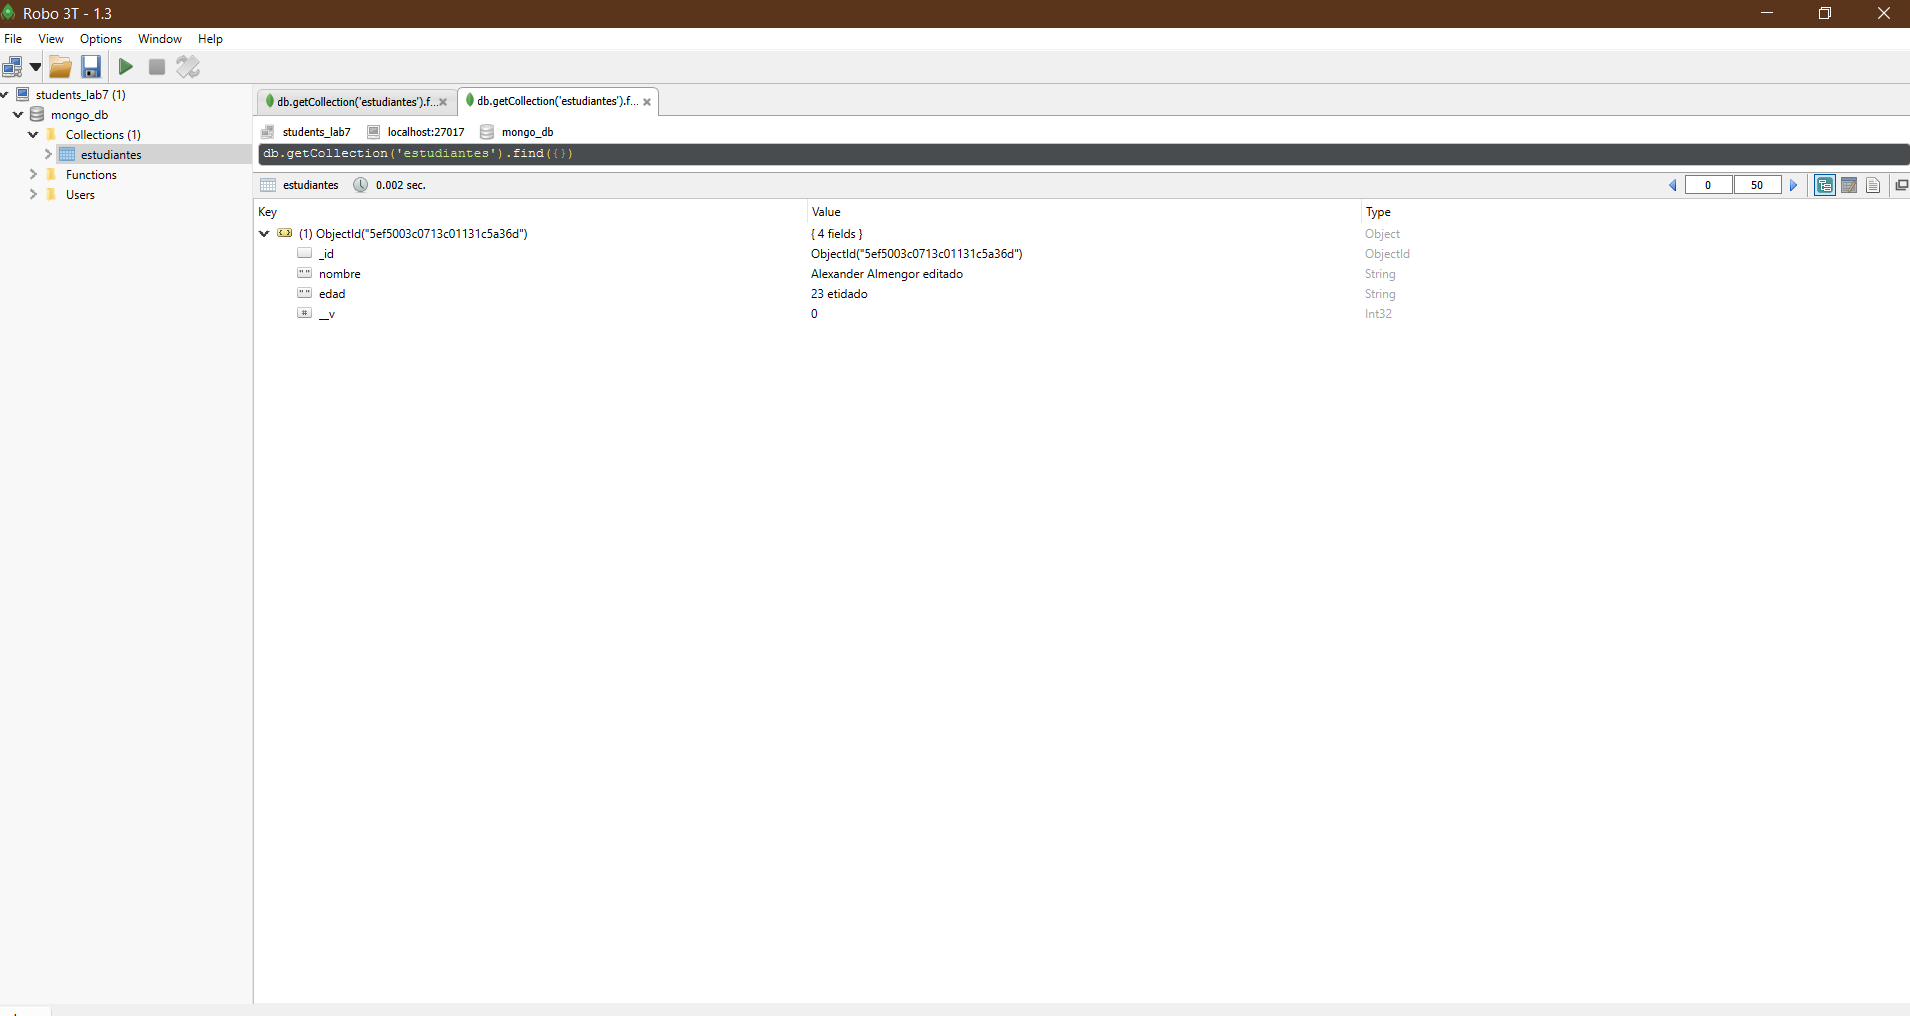 Robo 3T - 1.3
File View Options Window Help
students_lab7 (1)
mongo_db
Collections (1)
estudiantes
Functions
Users
db.getCollection('estudiantes').f...
db.getCollection('estudiantes').f...
students_lab7 localhost:27017 mongo_db
db.getCollection('estudiantes').find({})
estudiantes 0.002 sec. 0 50
Key Value Type
(1) ObjectId("5ef5003c0713c01131c5a36d") { 4 fields } Object
_id ObjectId("5ef5003c0713c01131c5a36d") ObjectId
nombre Alexander Almengor editado String
edad 23 etidado String
__v 0 Int32